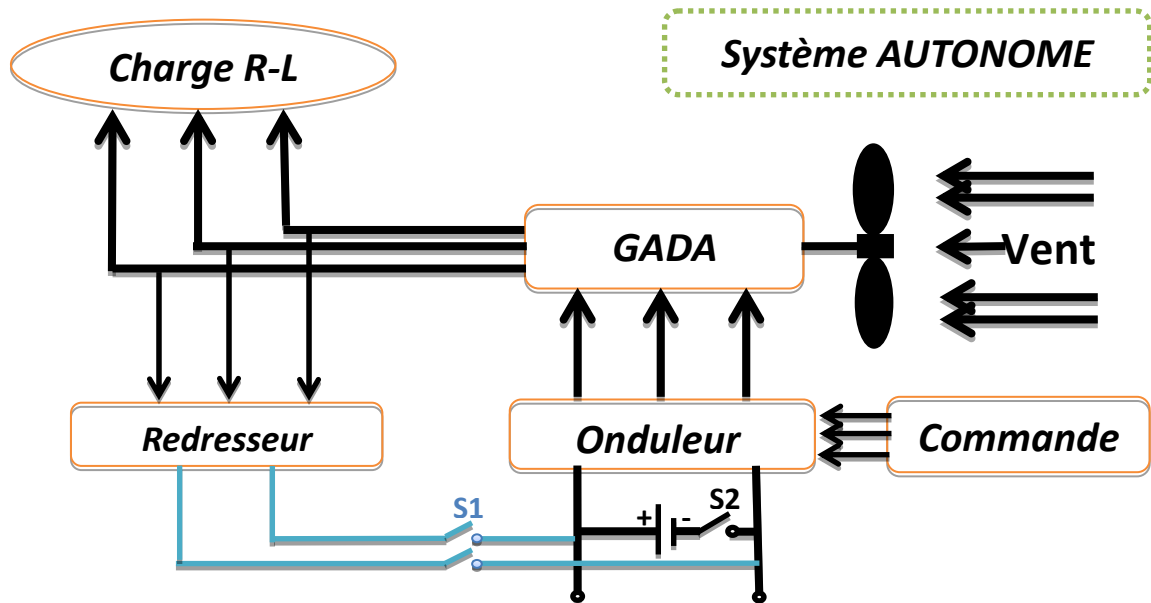 Charge R-L
Système AUTONOME
GADA
Vent
Redresseur
Onduleur
Commande
S1
+
-
S2